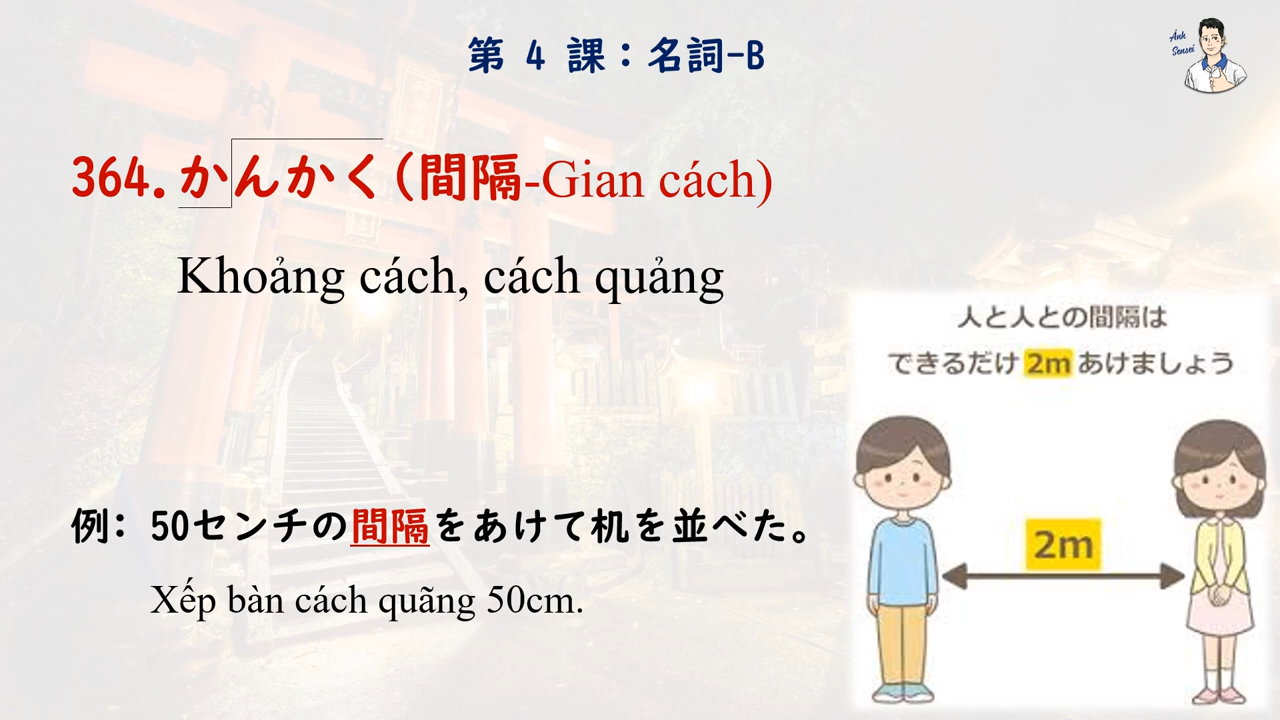 第 4 課：名詞-B
Anh
Sensei
364. かんかく(間隔-Gian cách)
Khoảng cách, cách quảng
人と人との間隔は
できるだけ 2m あけましょう
2m
例: 50センチの間隔をあけて机を並べた。
Xếp bàn cách quãng 50cm.